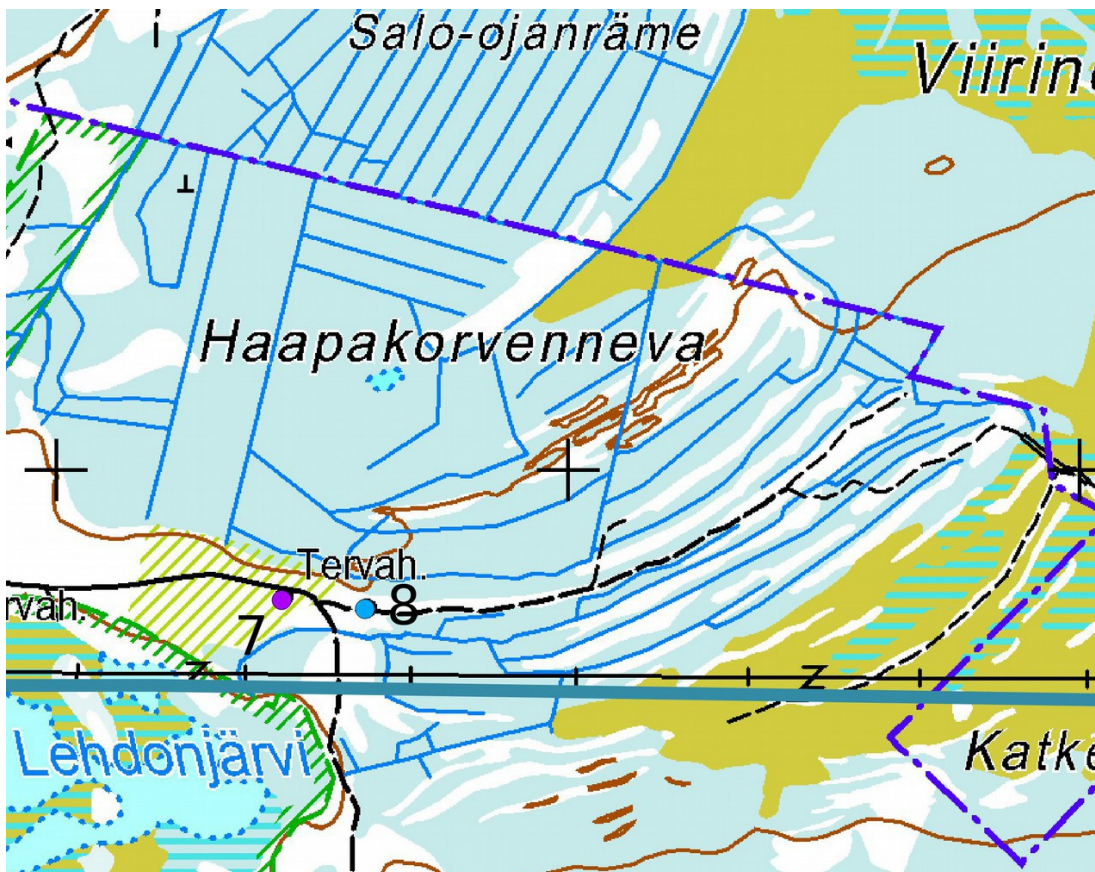 Salo-ojanräme
Viirin
Haapakorvenneva
Tervah.
rvah.
8
7
z
z
Lehdonjärvi
Katke